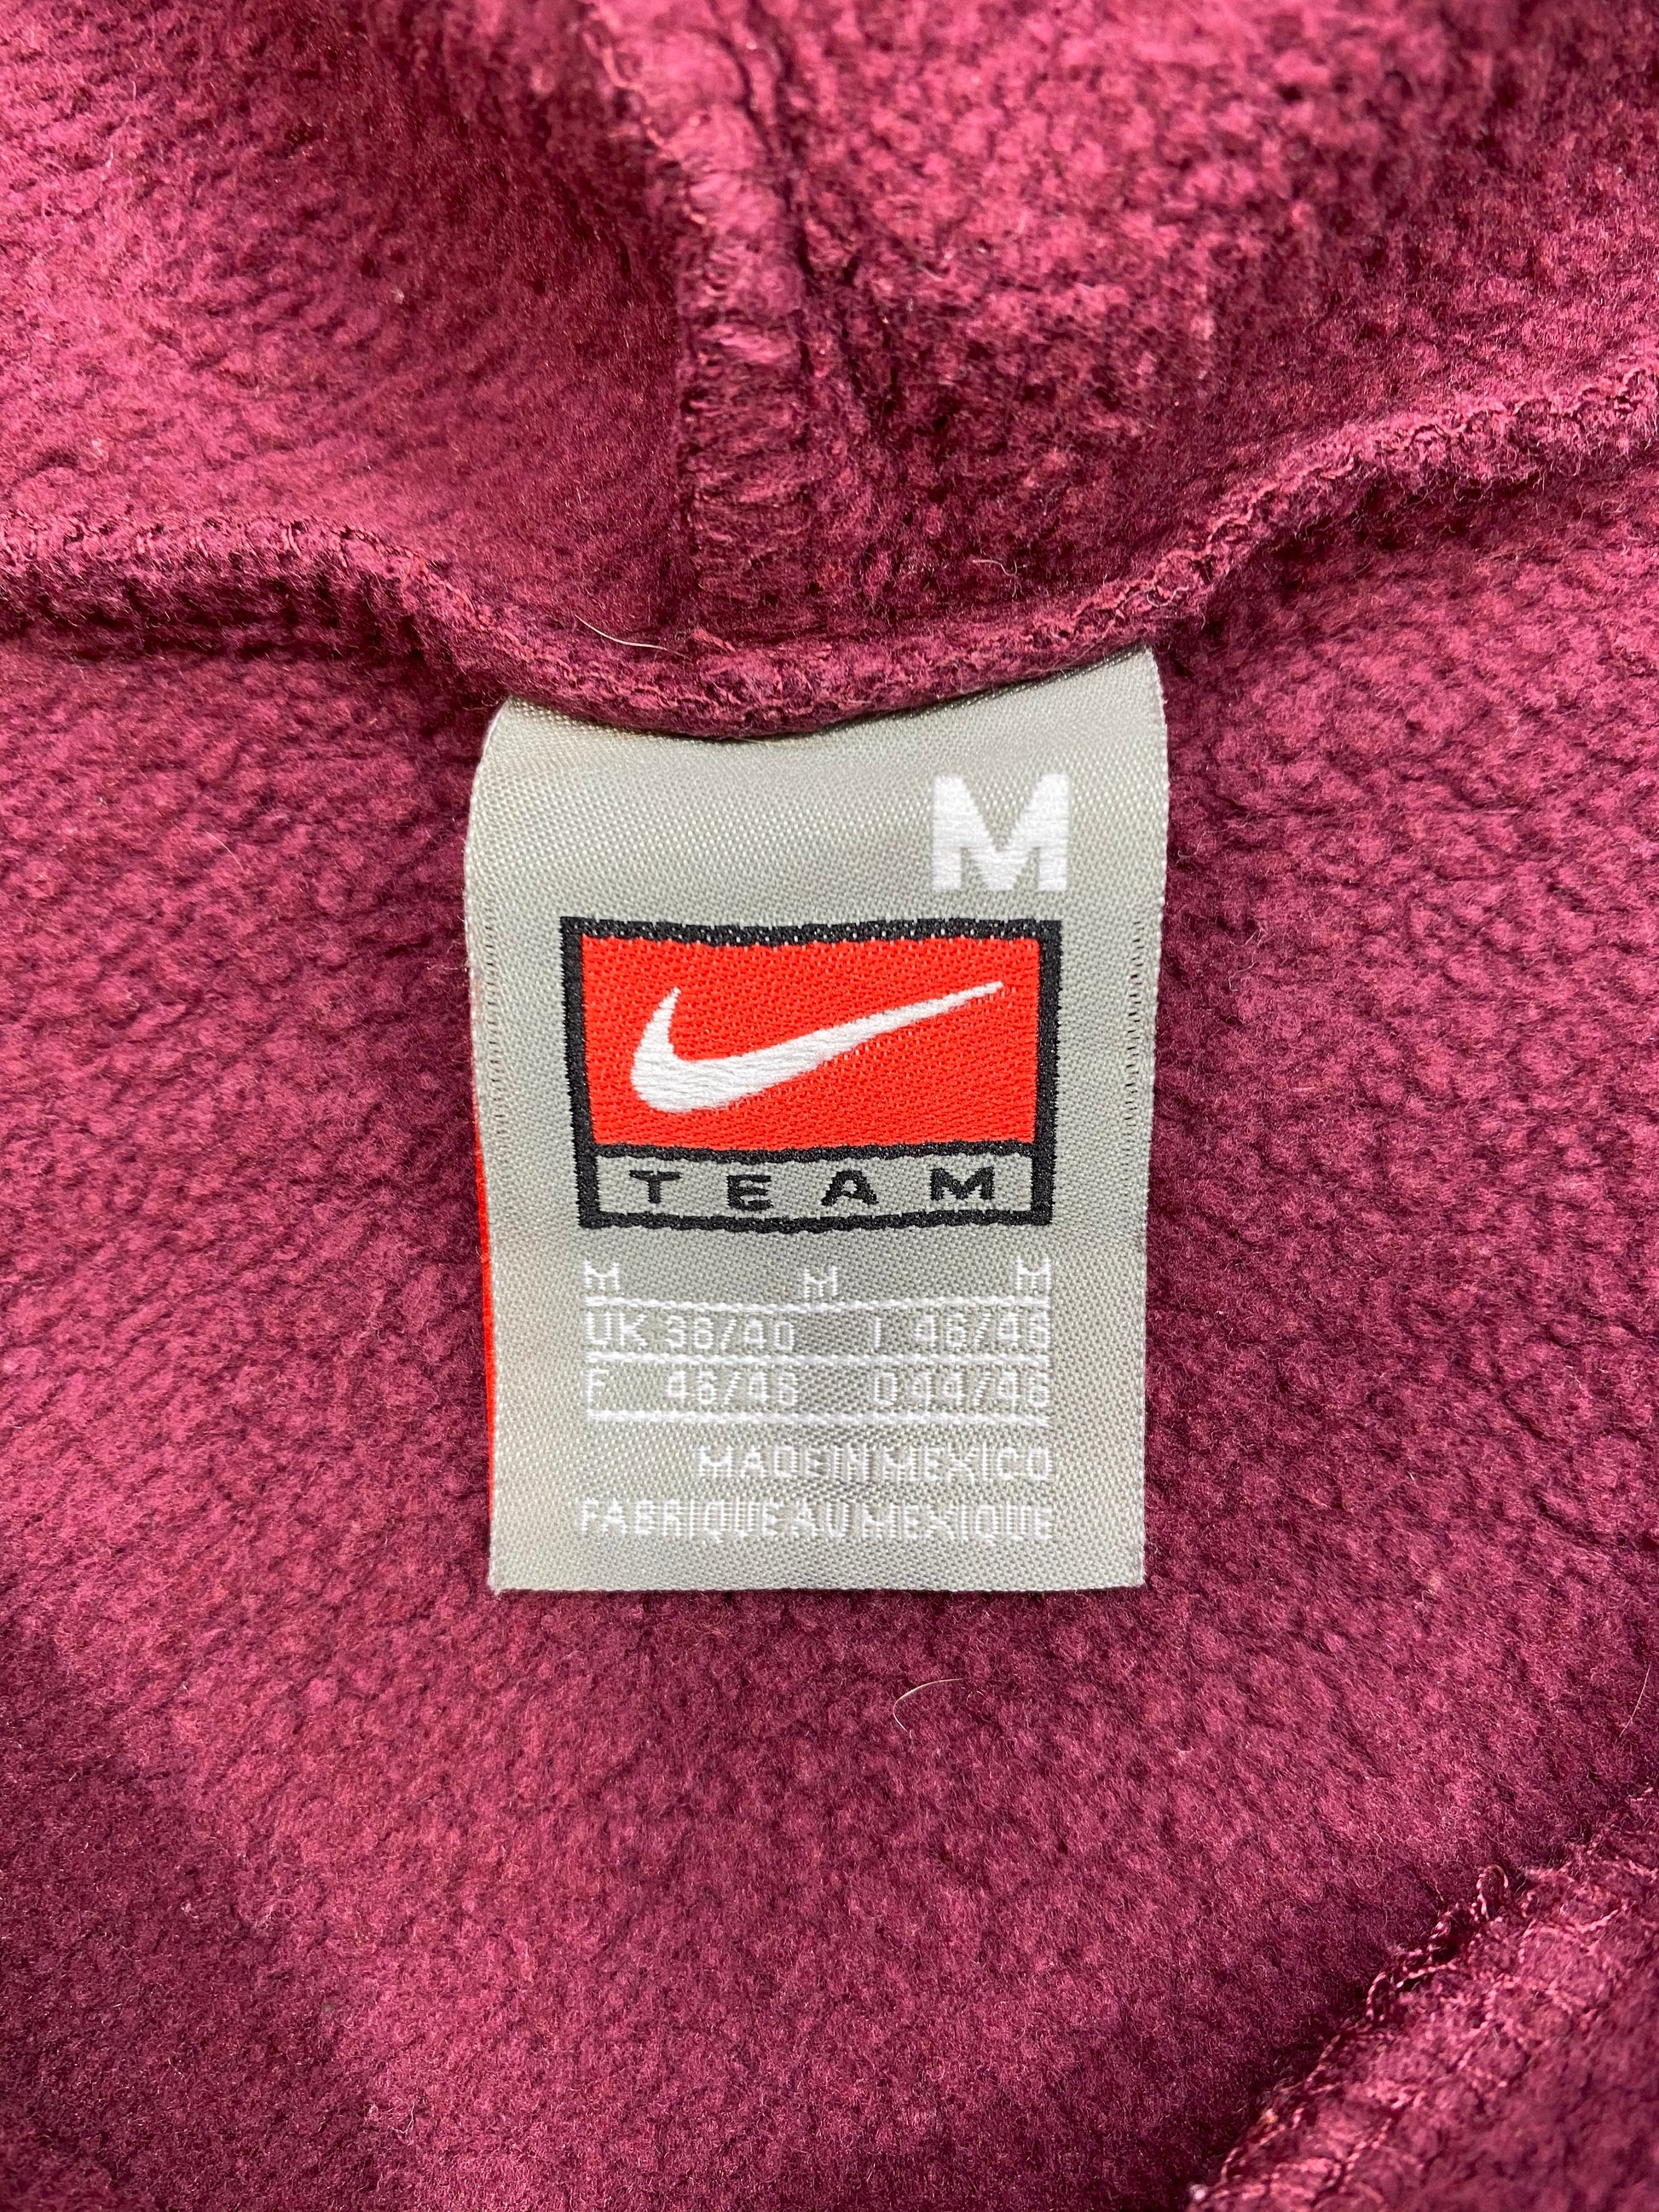 M
TEAM
M M M
UK 38/40 I 46/48
F 46/48 D 44/46
MADE IN MEXICO
FABRIQUE AU MEXIQUE